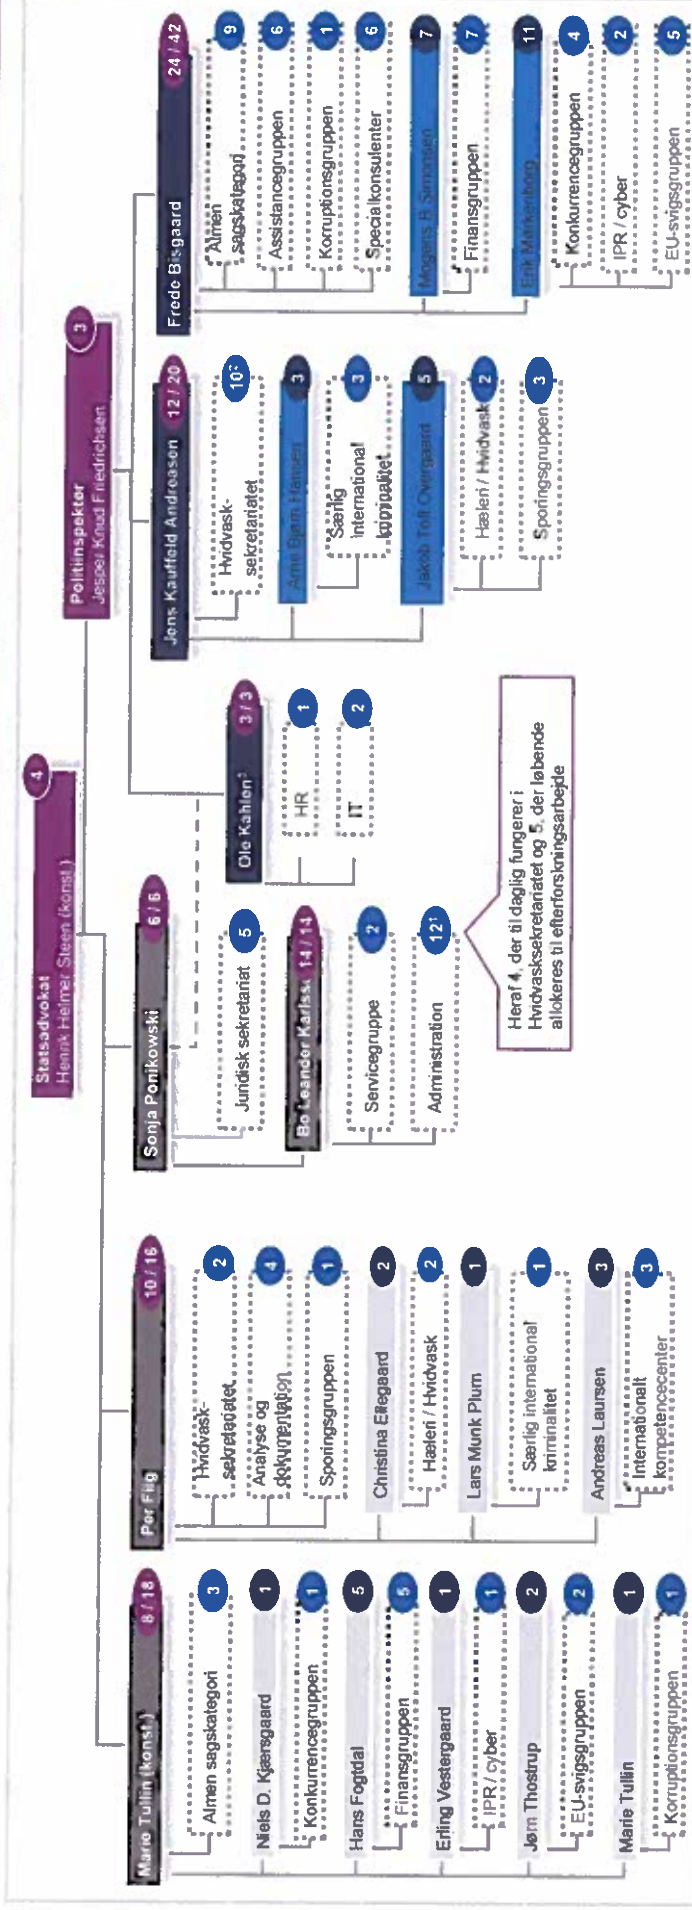 Statsadvokat
Henrik Helmer Steen (konst.)
4
Politiinspektør
Jesper Knud Friedrichsen
3
Marie Tullin (konst.)
8 / 18
Almen sagskategori
3
Niels D. Kjærsgaard
1
Konkurrencegruppen
1
Hans Fogtdal
5
Finansgruppen
5
Erling Vestergaard
1
IPR / cyber
1
Jørn Thostrup
2
EU-svigsgruppen
2
Marie Tullin
1
Korruptionsgruppen
1
Per Fiig
10 / 16
Hvidvask-
sekretariatet
2
Analyse og
dokumentation
4
Sporingsgruppen
1
Christina Ellegaard
2
Hæleri / Hvidvask
2
Lars Munk Plum
1
Særlig international
kriminalitet
1
Andreas Laursen
3
Internationalt
kompetencecenter
3
Sonja Ponikowski
6 / 6
Juridisk sekretariat
5
Bo Leander Karlss
14 / 14
Servicegruppe
2
Administration
12¹
Heraf 4, der til daglig fungerer i
Hvidvasksekretariatet og 5, der løbende
allokeres til efterforskningsarbejde
Ole Kahlen³
3 / 3
HR
1
IT
2
Jens Kauffeld Andreasen
12 / 20
Hvidvask-
sekretariatet
10²
Arne Bjørn Hansen
3
Særlig
International
kriminalitet
3
Jakob Toft Overgaard
5
Hæleri / Hvidvask
2
Sporingsgruppen
3
Frede Bisgaard
24 / 42
Almen
sagskategori
9
Assistancegruppen
6
Korruptionsgruppen
1
Specialkonsulenter
6
Mogens B Simonsen
7
Finansgruppen
7
Erik Mørkenborg
11
Konkurrencegruppen
4
IPR / cyber
2
EU-svigsgruppen
5